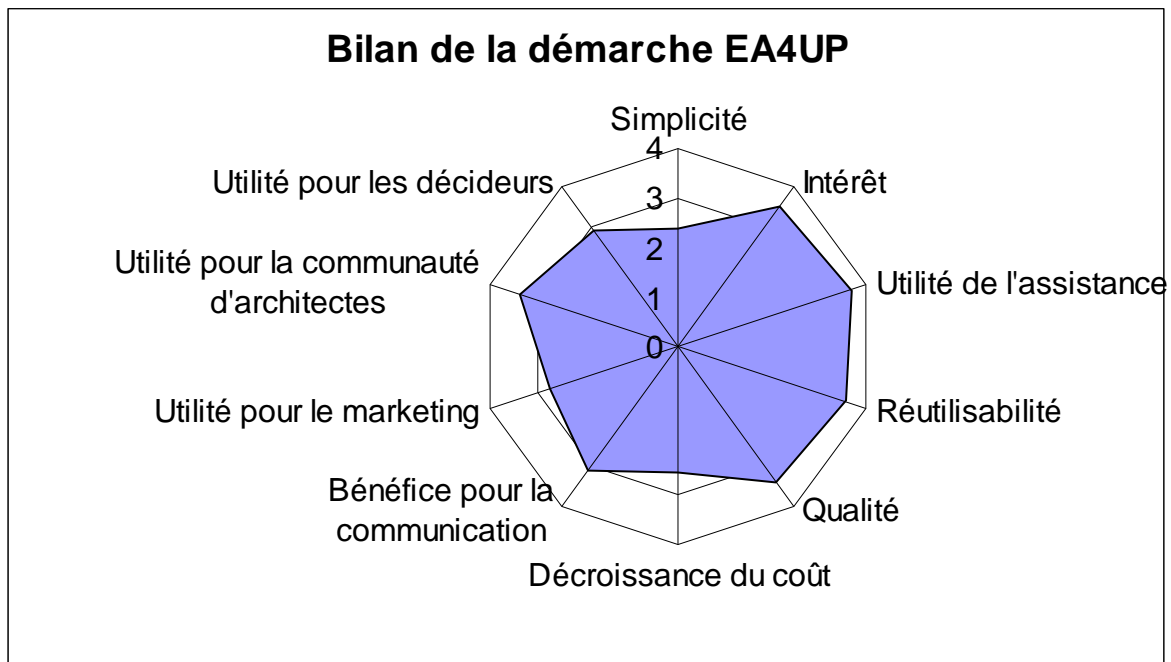 Bilan de la démarche EA4UP
Simplicité
4
3
2
1
0
Intérêt
Utilité de l'assistance
Réutilisabilité
Qualité
Décroissance du coût
Bénéfice pour la
communication
Utilité pour le marketing
Utilité pour la communauté
d'architectes
Utilité pour les décideurs